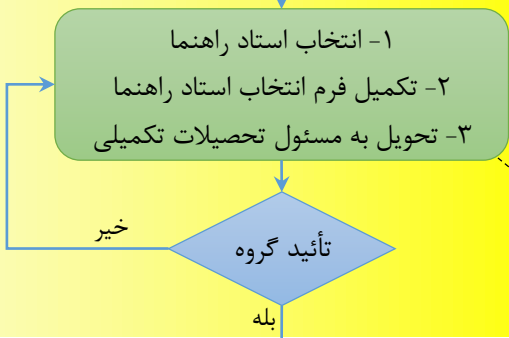 ۱- انتخاب استاد راهنما
۲- تکمیل فرم انتخاب استاد راهنما
۳- تحویل به مسئول تحصیلات تکمیلی
خیر
تأئید گروه
بله